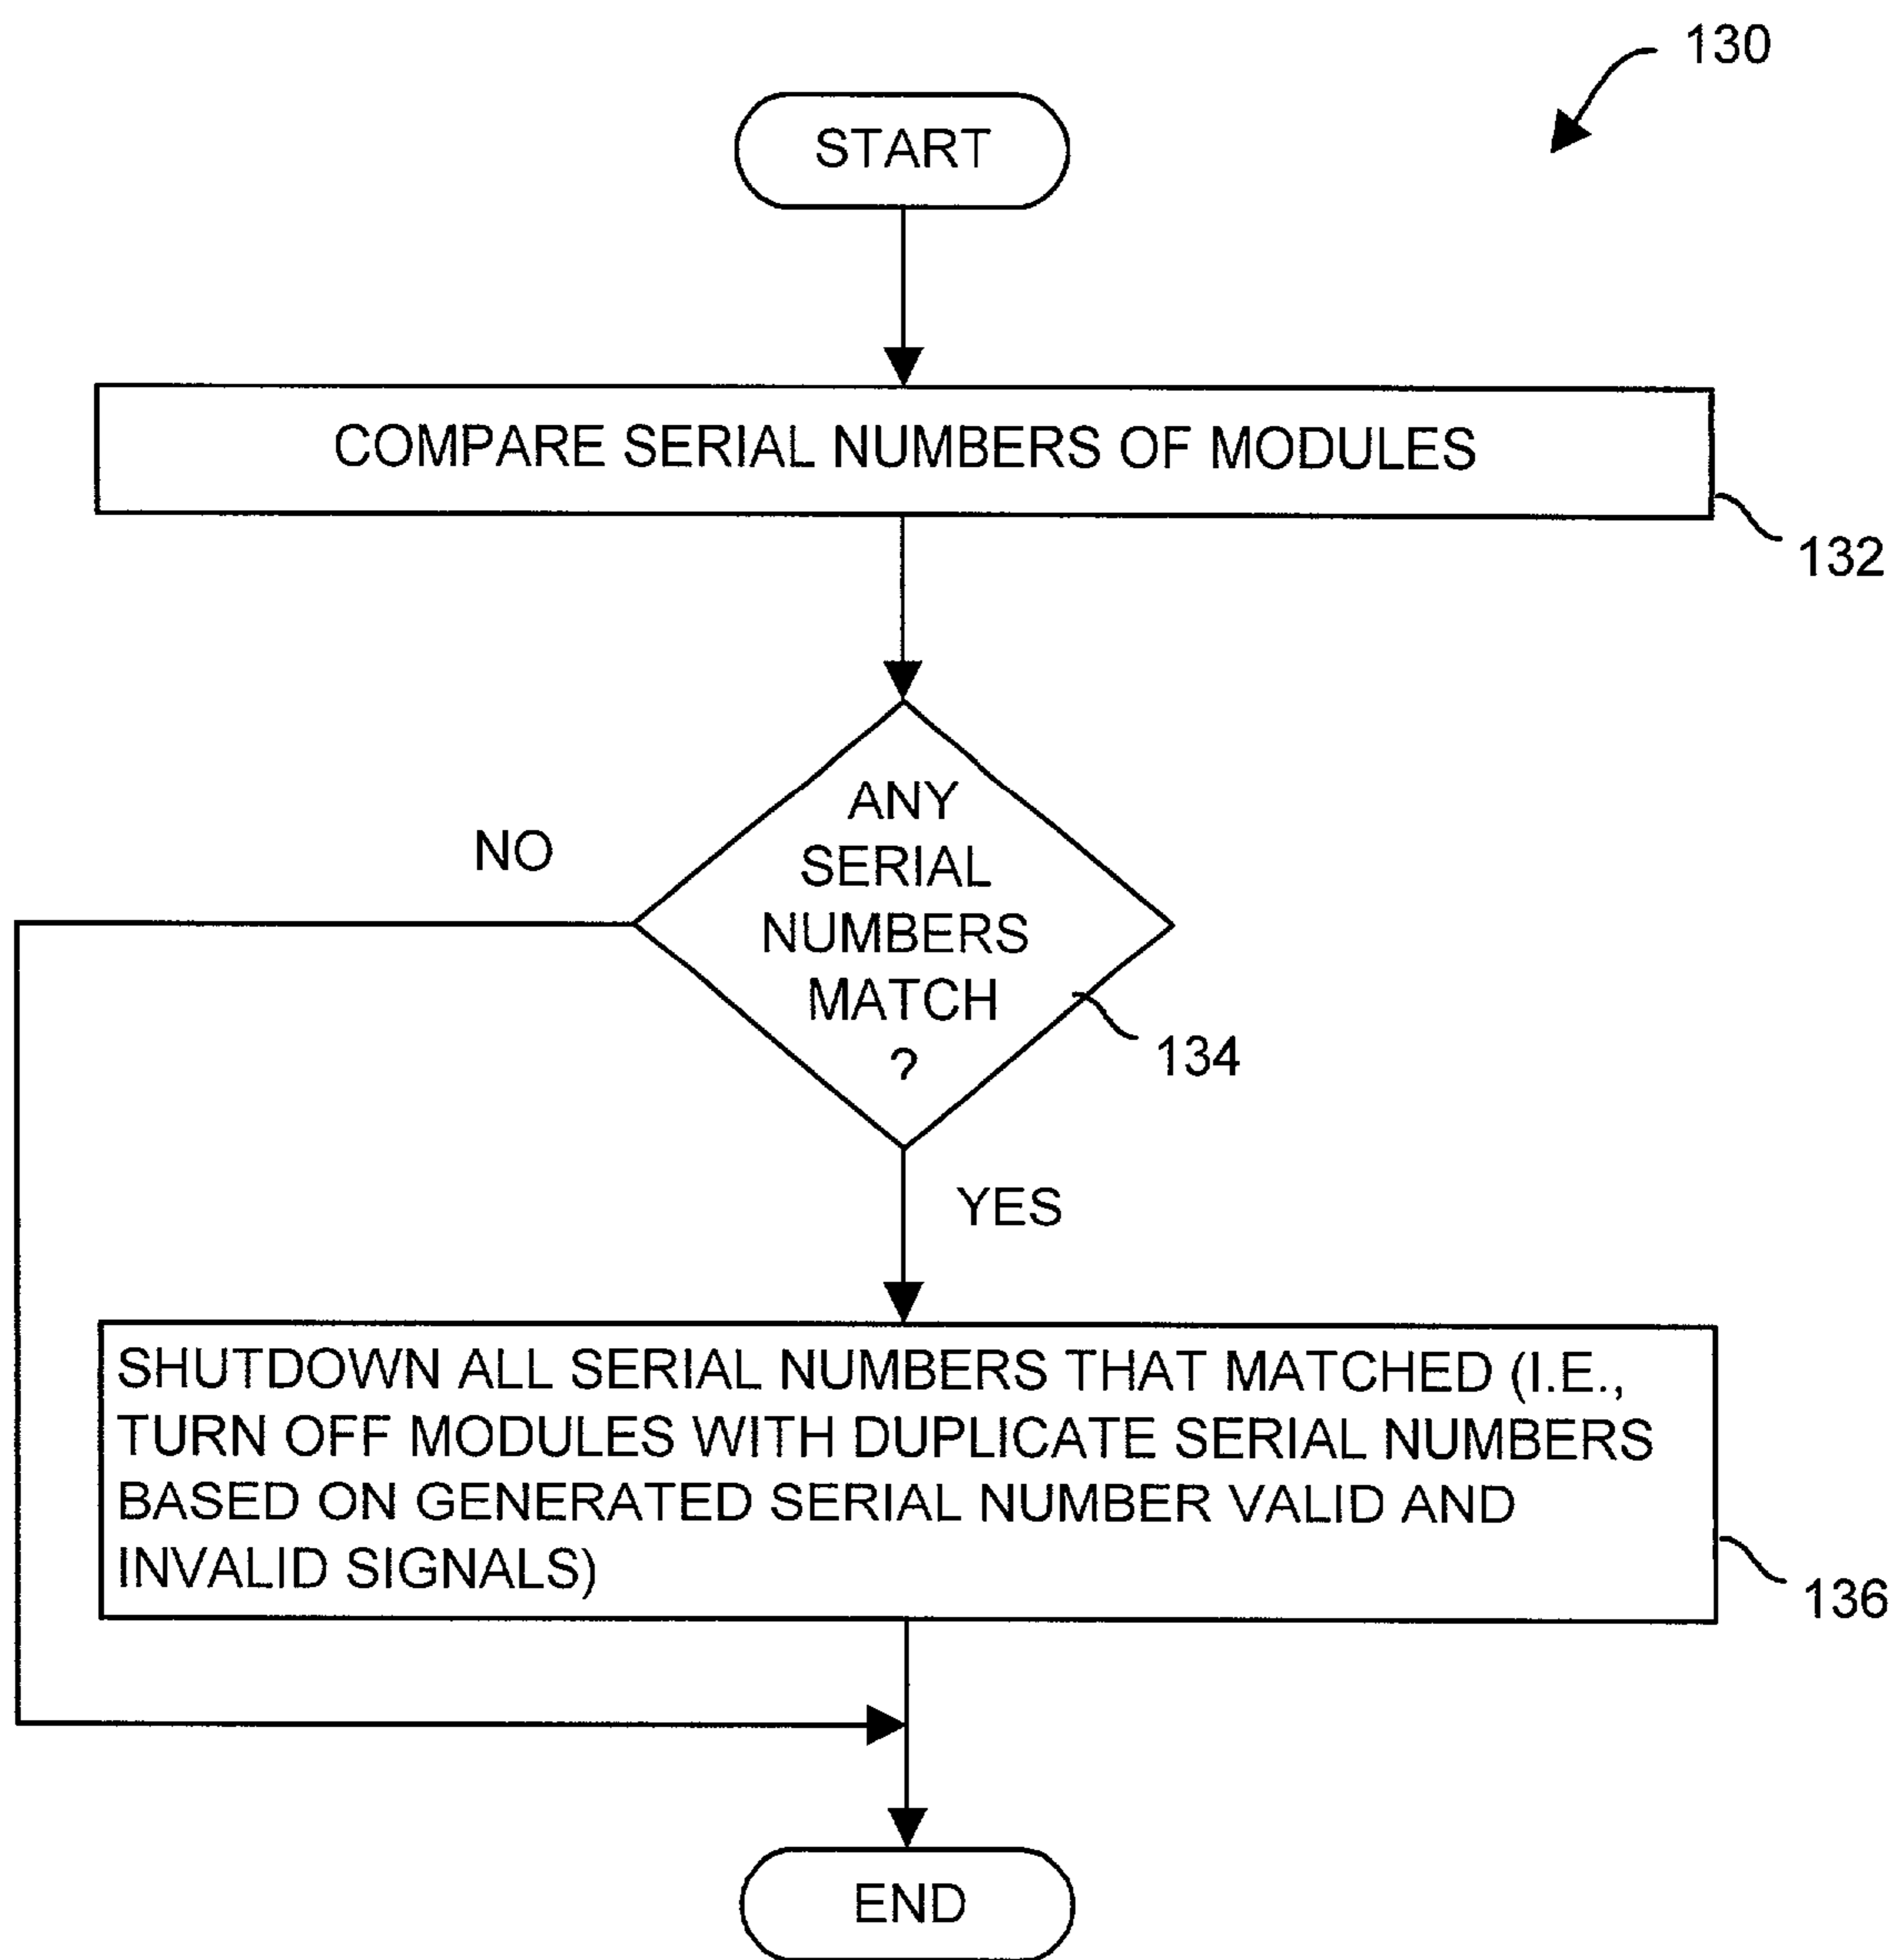 130
START
COMPARE SERIAL NUMBERS OF MODULES
132
ANY
SERIAL
NUMBERS
MATCH
?
NO
134
YES
SHUTDOWN ALL SERIAL NUMBERS THAT MATCHED (I.E.,
TURN OFF MODULES WITH DUPLICATE SERIAL NUMBERS
BASED ON GENERATED SERIAL NUMBER VALID AND
INVALID SIGNALS)
136
END